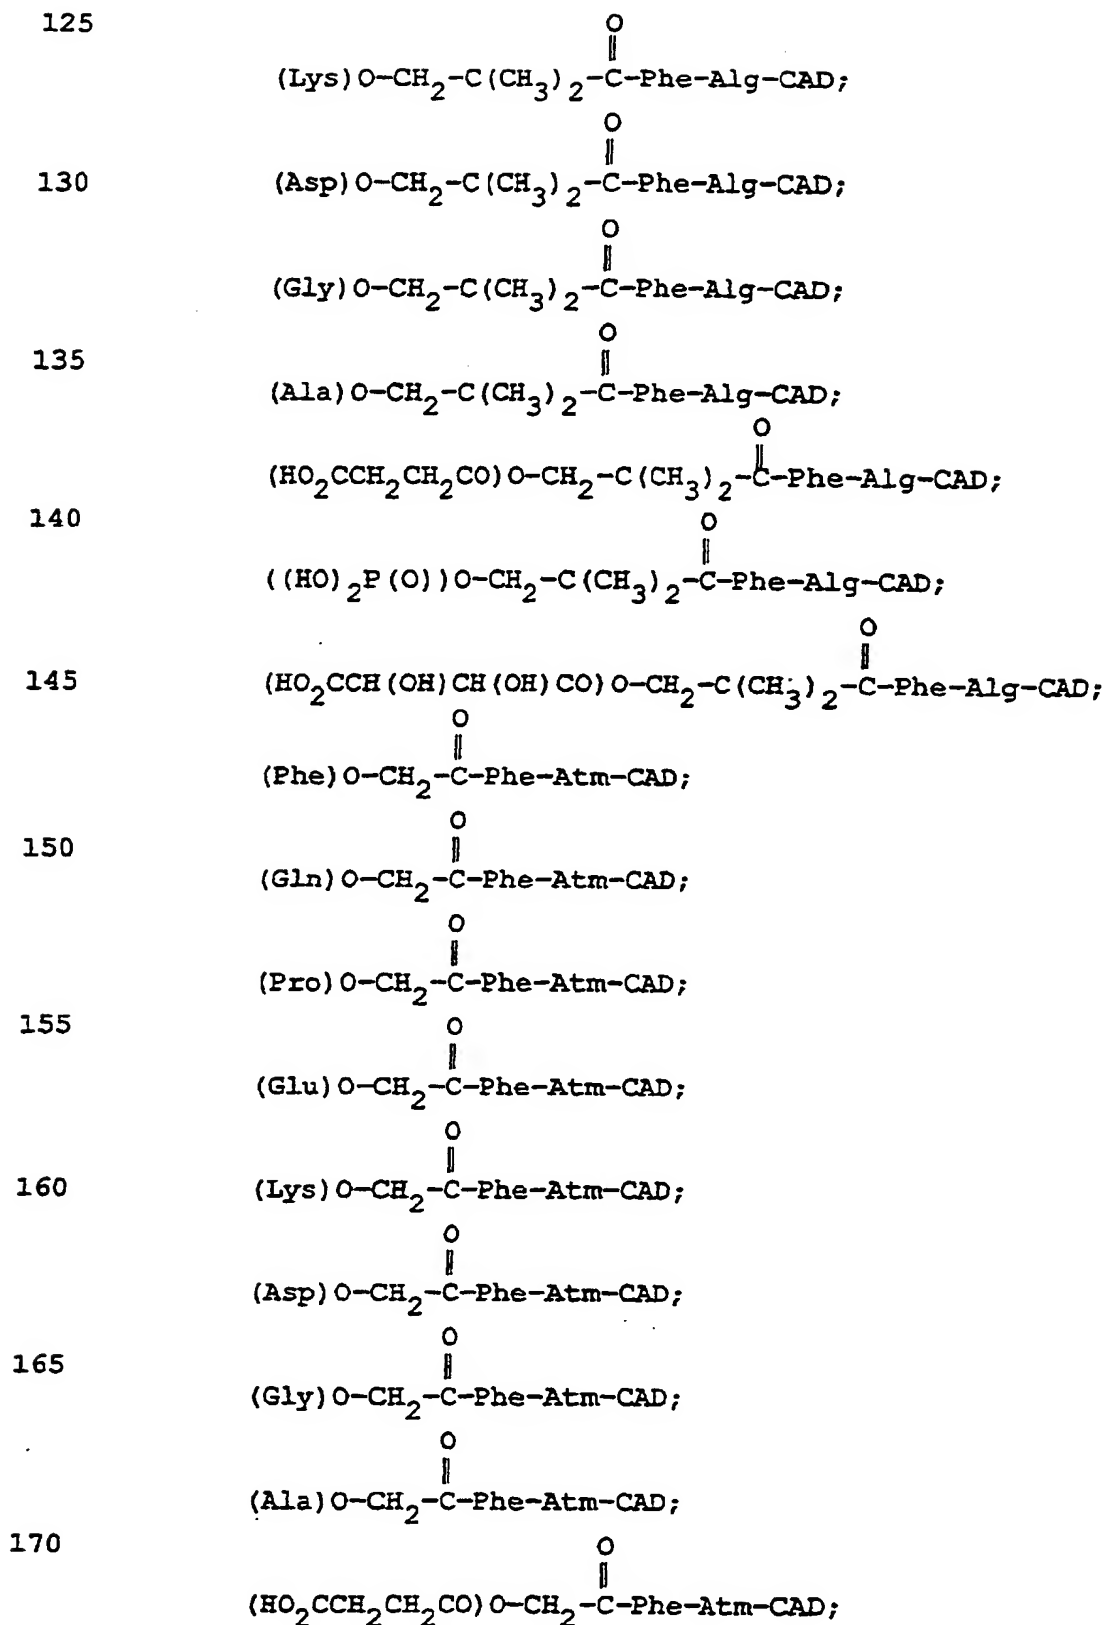 125 O
||
(Lys)O-CH2-C(CH3)2-C-Phe-Alg-CAD;
O
||
130 (Asp)O-CH2-C(CH3)2-C-Phe-Alg-CAD;
O
||
(Gly)O-CH2-C(CH3)2-C-Phe-Alg-CAD;
O
135 ||
(Ala)O-CH2-C(CH3)2-C-Phe-Alg-CAD;
O
||
(HO2CCH2CH2CO)O-CH2-C(CH3)2-C-Phe-Alg-CAD;
140 O
||
((HO)2P(O))O-CH2-C(CH3)2-C-Phe-Alg-CAD;
O
||
145 (HO2CCH(OH)CH(OH)CO)O-CH2-C(CH3)2-C-Phe-Alg-CAD;
O
||
(Phe)O-CH2-C-Phe-Atm-CAD;
O
150 ||
(Gln)O-CH2-C-Phe-Atm-CAD;
O
||
(Pro)O-CH2-C-Phe-Atm-CAD;
155 O
||
(Glu)O-CH2-C-Phe-Atm-CAD;
O
||
160 (Lys)O-CH2-C-Phe-Atm-CAD;
O
||
(Asp)O-CH2-C-Phe-Atm-CAD;
O
165 ||
(Gly)O-CH2-C-Phe-Atm-CAD;
O
||
(Ala)O-CH2-C-Phe-Atm-CAD;
170 O
||
(HO2CCH2CH2CO)O-CH2-C-Phe-Atm-CAD;